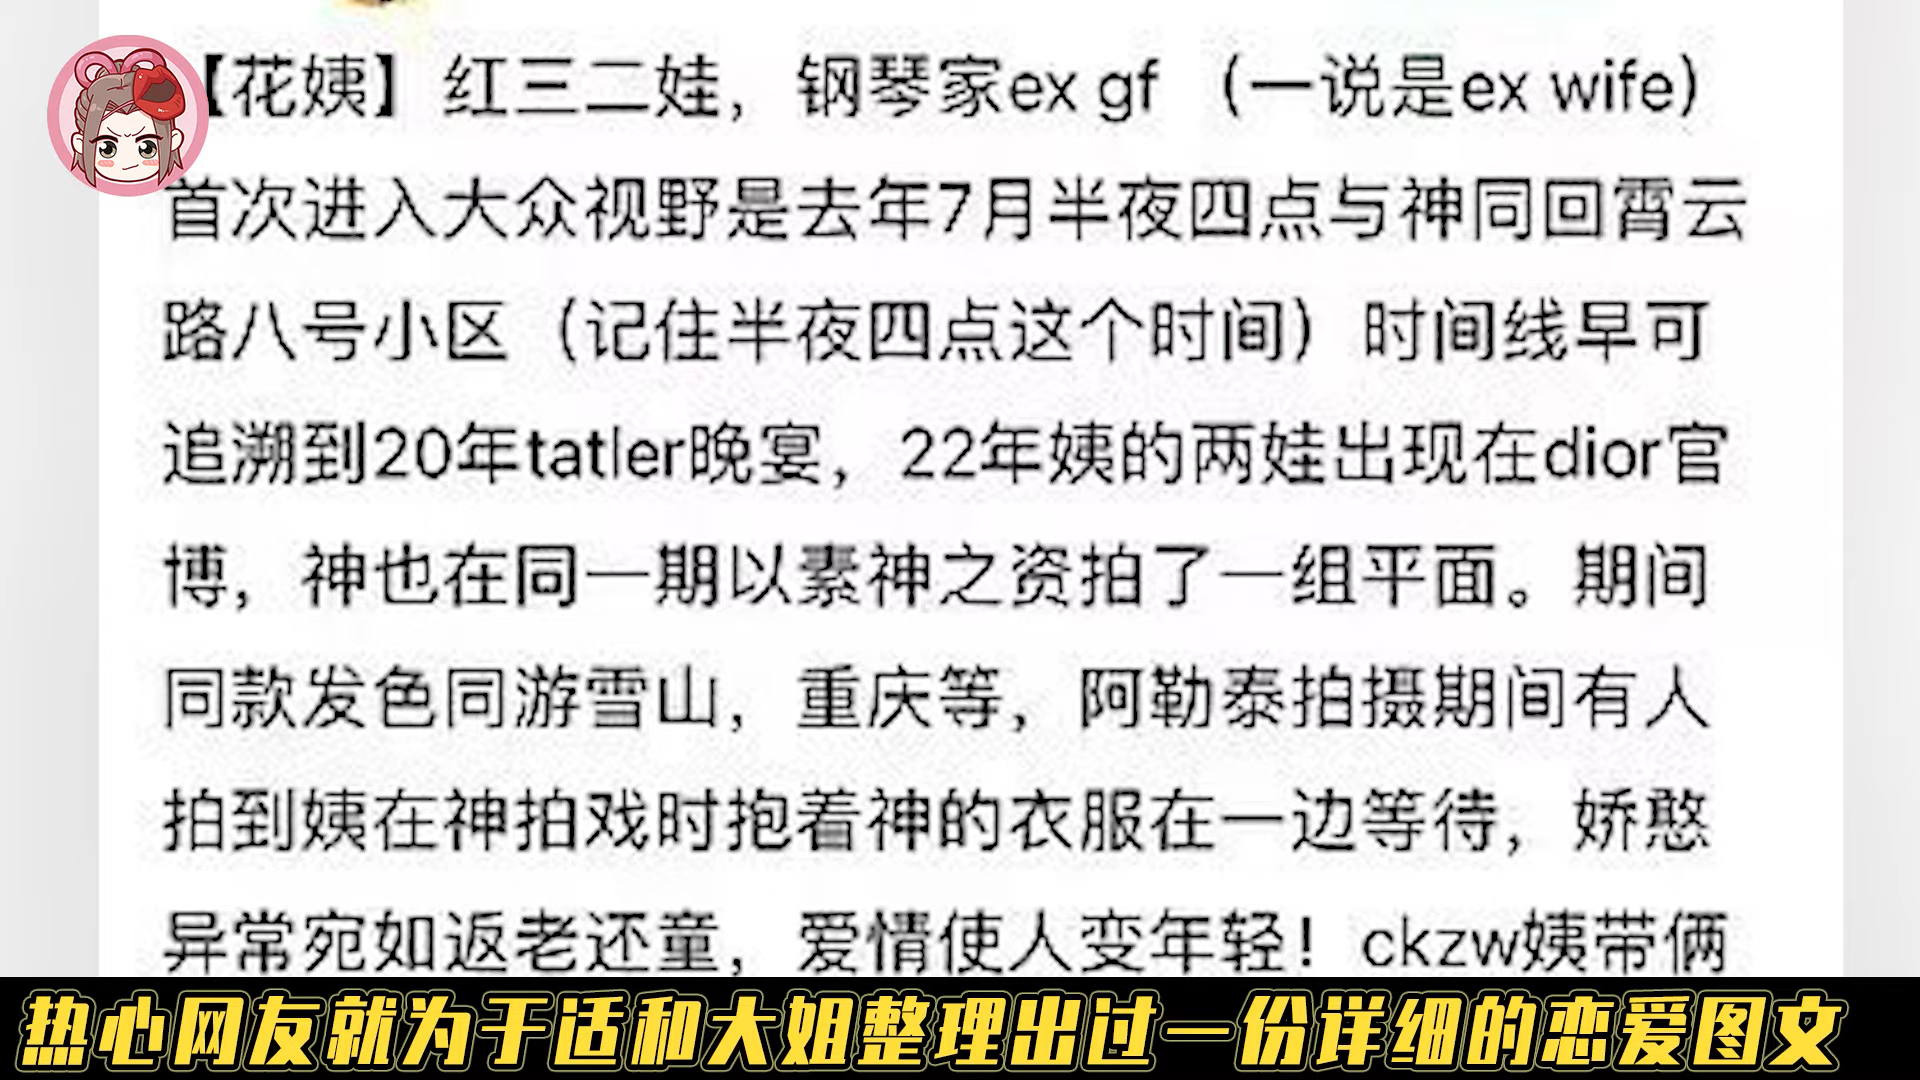 【花姨】红三二娃，钢琴家ex gf （一说是ex wife）
首次进入大众视野是去年7月半夜四点与神同回霄云
路八号小区（记住半夜四点这个时间）时间线早可
追溯到20年tatler晚宴，22年姨的两娃出现在dior官
博，神也在同一期以素神之资拍了一组平面。期间
同款发色同游雪山，重庆等，阿勒泰拍摄期间有人
拍到姨在神拍戏时抱着神的衣服在一边等待，娇憨
异常宛如返老还童，爱情使人变年轻！ckzw姨带俩
热心网友就为于适和大姐整理出过一份详细的恋爱图文